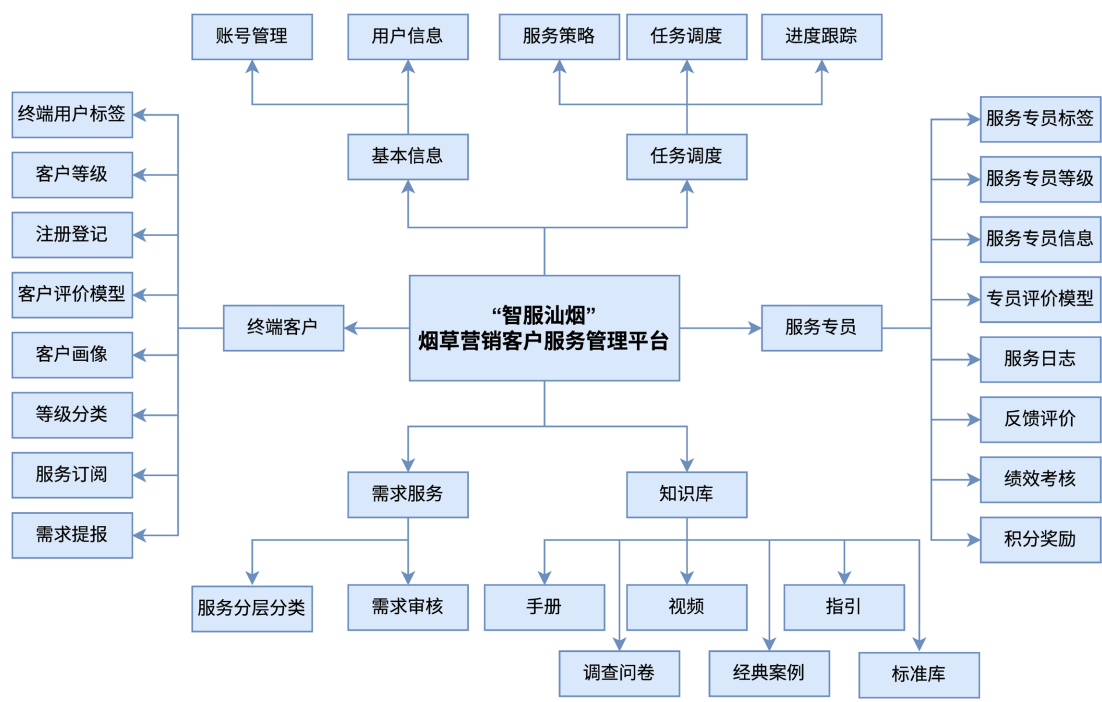 账号管理
用户信息
服务策略
任务调度
进度跟踪
终端用户标签
客户等级
注册登记
客户评价模型
客户画像
等级分类
服务订阅
需求提报
基本信息
任务调度
终端客户
“智服汕烟”
烟草营销客户服务管理平台
服务专员
服务专员标签
服务专员等级
服务专员信息
专员评价模型
服务日志
反馈评价
绩效考核
积分奖励
需求服务
知识库
服务分层分类
需求审核
手册
视频
指引
调查问卷
经典案例
标准库